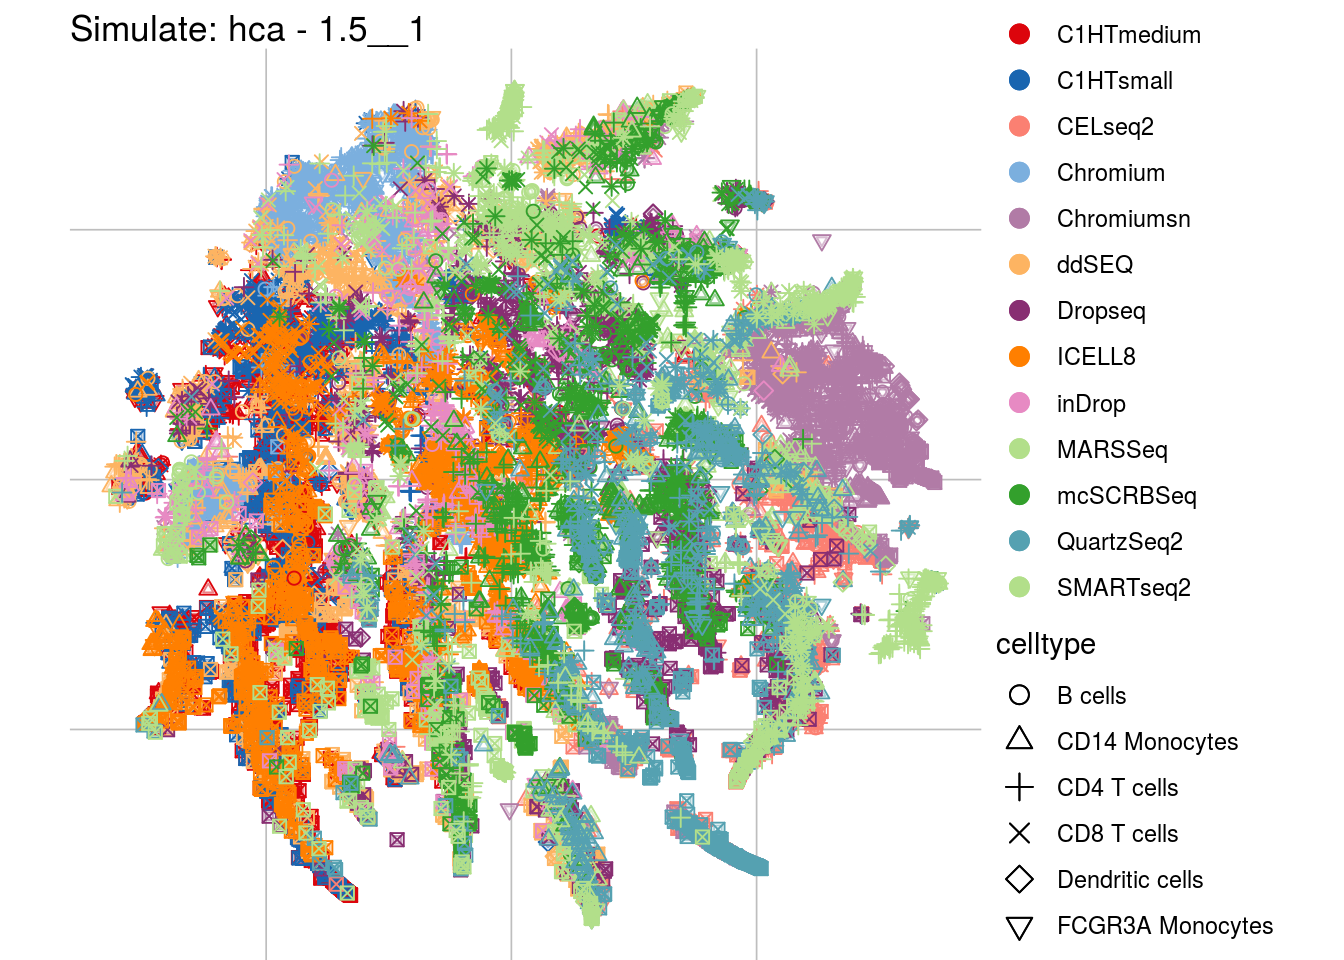 Simulate: hca - 1.5__1
C1HTmedium
C1HTsmall
CELseq2
Chromium
Chromiumsn
ddSEQ
Dropseq
ICELL8
inDrop
MARSSeq
mcSCRBSeq
QuartzSeq2
SMARTseq2
celltype
B cells
CD14 Monocytes
CD4 T cells
CD8 T cells
Dendritic cells
FCGR3A Monocytes